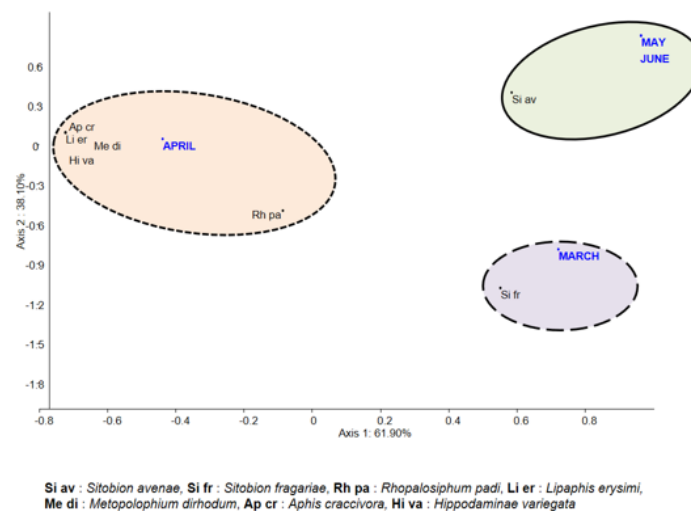 MAY
JUNE
0.6
Si av
0.3
Ap cr
Li er
0
Me di
APRIL
Hi va
-0.3
Rh pa
-0.6
MARCH
-0.9
Si fr
-1.2
-1.5
-1.8
Axis 2 : 38.10%
-0.8 -0.6 -0.4 -0.2 0 0.2 0.4 0.6 0.8
Axis 1: 61.90%
Si av : Sitobion avenae, Si fr : Sitobion fragariae, Rh pa : Rhopalosiphum padi, Li er : Lipaphis erysimi,
Me di : Metopolophium dirhodum, Ap cr : Aphis craccivora, Hi va : Hippodaminae variegata